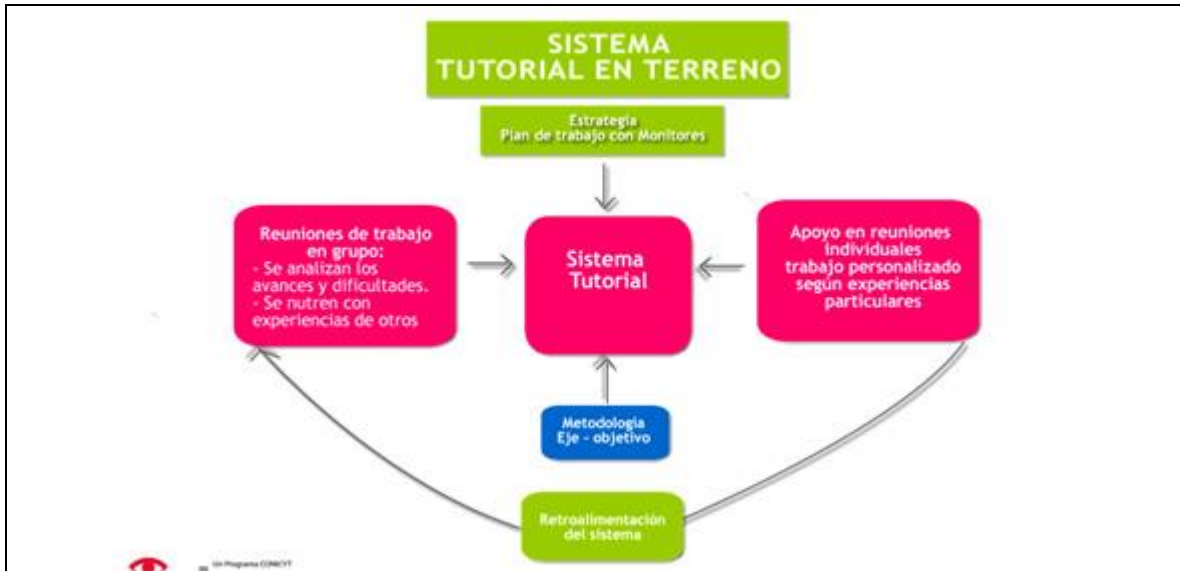 SISTEMA
TUTORIAL EN TERRENO
Estrategia
Plan de trabajo con Monitores
Reuniones de trabajo
en grupo:
- Se analizan los
avances y dificultades.
- Se nutren con
experiencias de otros
Sistema
Tutorial
Apoyo en reuniones
individuales
trabajo personalizado
según experiencias
particulares
Metodología
Eje - objetivo
Retroalimentación
del sistema
Un Programa CONICYT